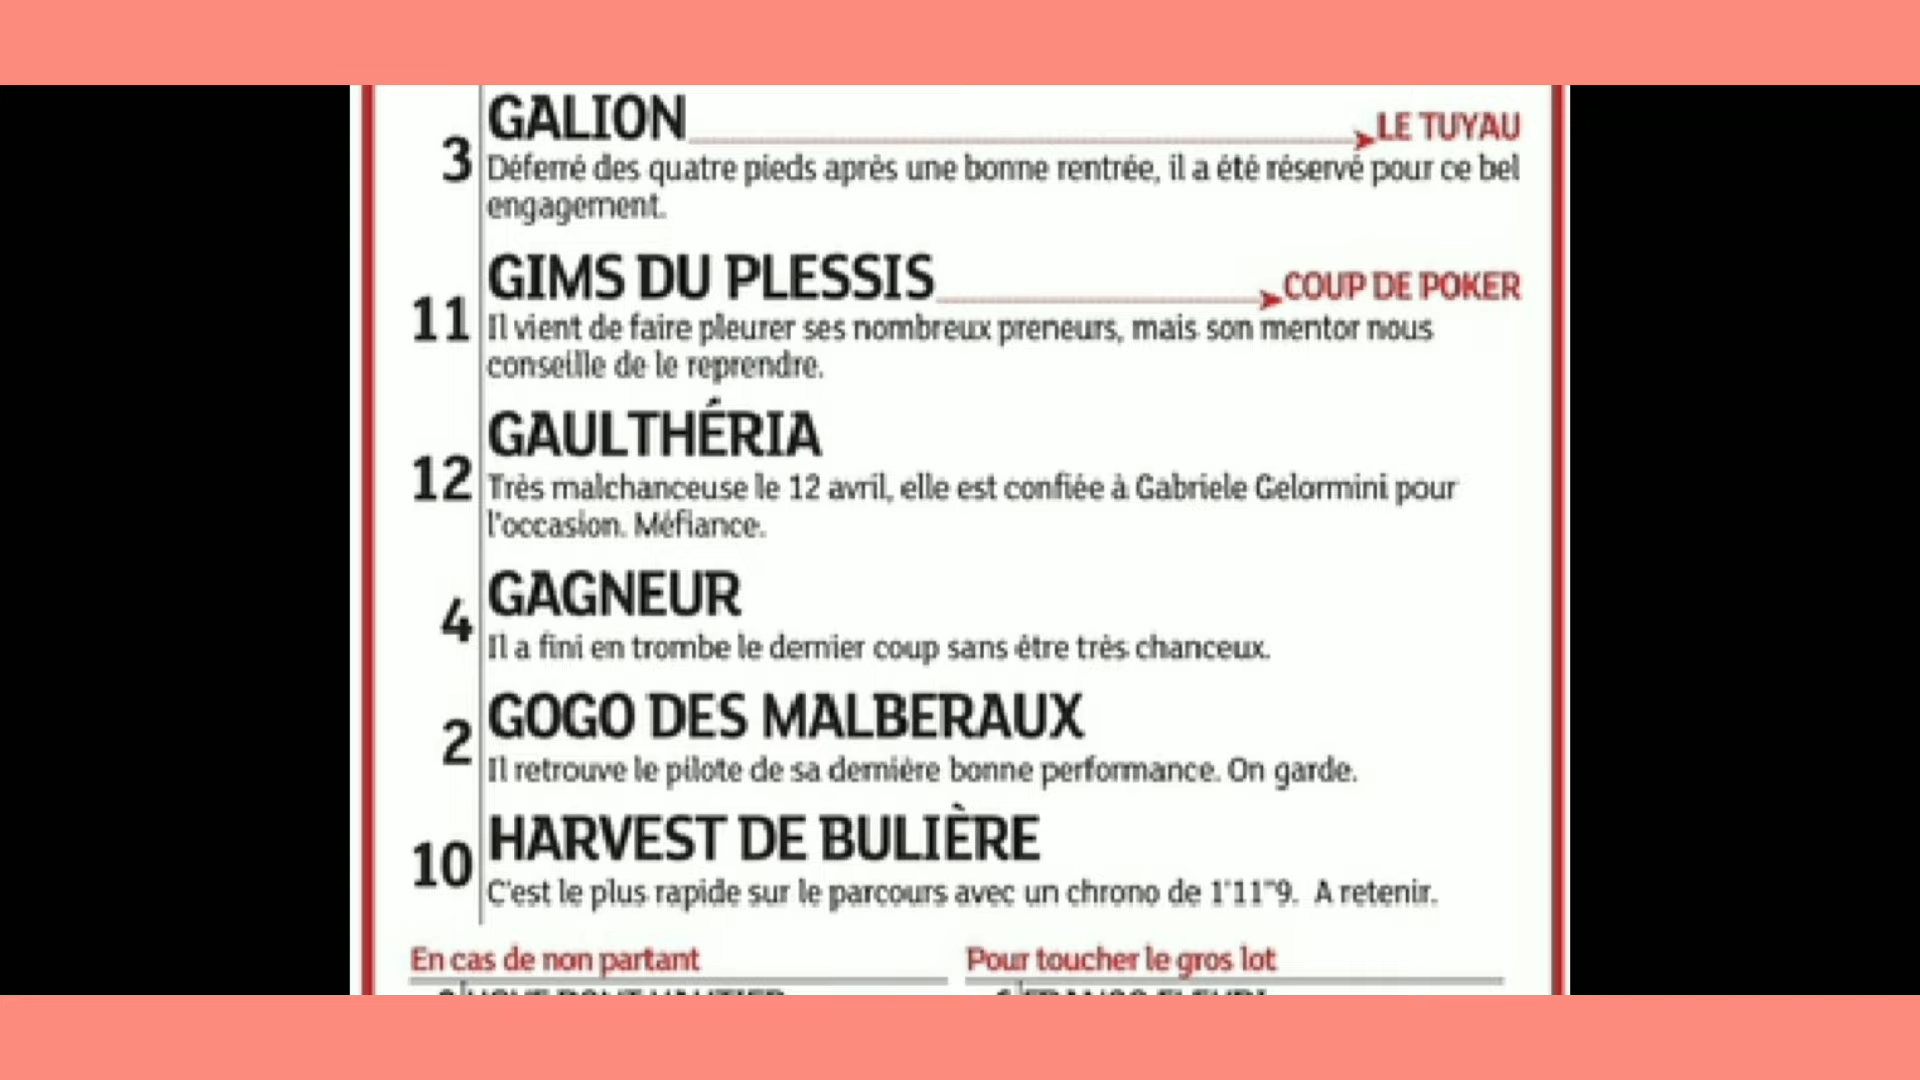 GALION
LE TUYAU
3
Déferré des quatre pieds après une bonne rentrée, il a été réservé pour ce bel
engagement.
GIMS DU PLESSIS
COUP DE POKER
11
Il vient de faire pleurer ses nombreux preneurs, mais son mentor nous
conseille de le reprendre.
GAULTHÉRIA
12
Très malchanceuse le 12 avril, elle est confiée à Gabriele Gelormini pour
l'occasion. Méfiance.
GAGNEUR
4
Il a fini en trombe le dernier coup sans être très chanceux.
GOGO DES MALBERAUX
2
Il retrouve le pilote de sa dernière bonne performance. On garde.
HARVEST DE BULIÈRE
10
C'est le plus rapide sur le parcours avec un chrono de 1'11"9. A retenir.
En cas de non partant
Pour toucher le gros lot